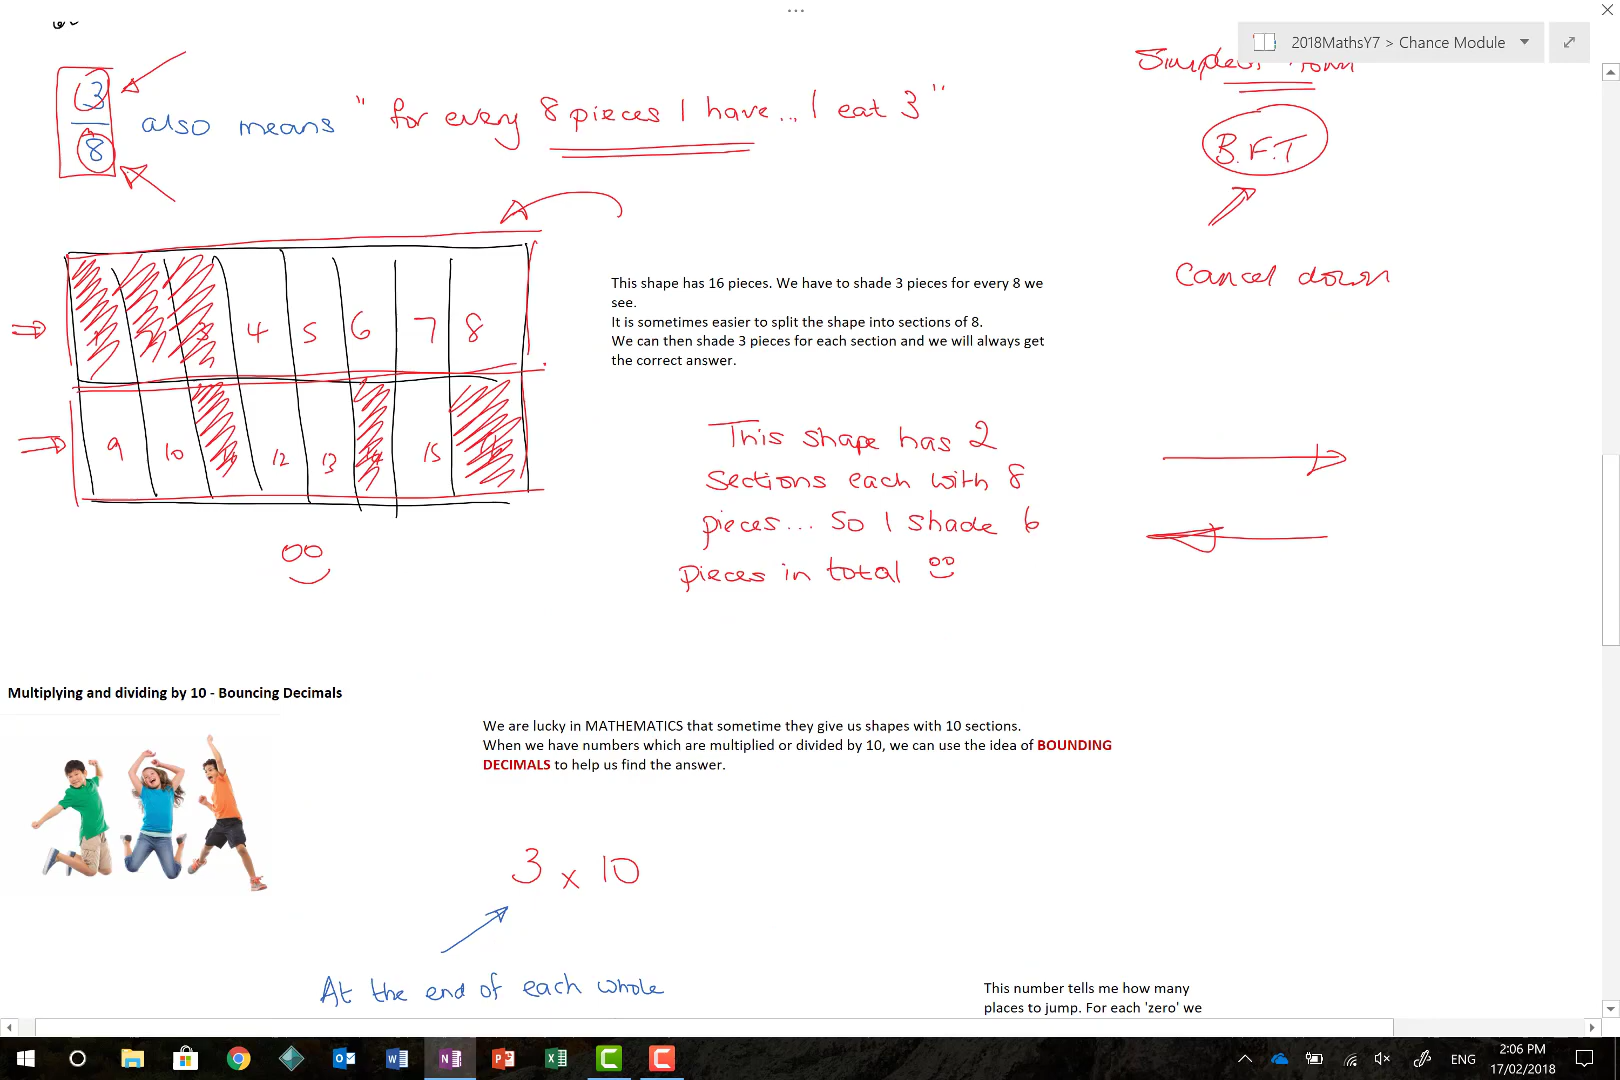 2018MathsY7 > Chance Module
Simplest form
3
8
also means " for every 8 pieces I have... I eat 3 "
B.F.T
Cancel down
1 2 3 4 5 6 7 8
9 10 11 12 13 14 15 16
This shape has 16 pieces. We have to shade 3 pieces for every 8 we
see.
It is sometimes easier to split the shape into sections of 8.
We can then shade 3 pieces for each section and we will always get
the correct answer.
This shape has 2
sections each with 8
pieces... So I shade 6
pieces in total
Multiplying and dividing by 10 - Bouncing Decimals
We are lucky in MATHEMATICS that sometime they give us shapes with 10 sections.
When we have numbers which are multiplied or divided by 10, we can use the idea of BOUNDING
DECIMALS to help us find the answer.
3 x 10
At the end of each whole
This number tells me how many
places to jump. For each 'zero' we
ENG
2:06 PM
17/02/2018